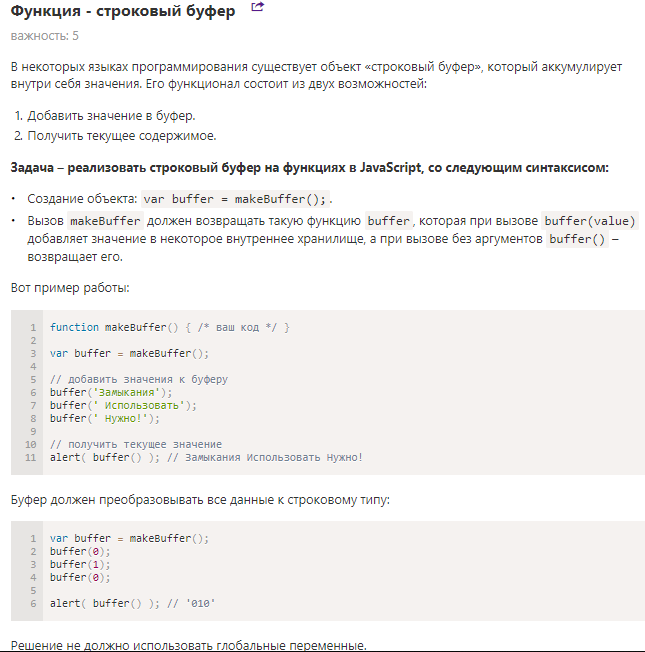 Функция - строковый буфер
важность: 5
В некоторых языках программирования существует объект «строковый буфер», который аккумулирует
внутри себя значения. Его функционал состоит из двух возможностей:
1. Добавить значение в буфер.
2. Получить текущее содержимое.
Задача – реализовать строковый буфер на функциях в JavaScript, со следующим синтаксисом:
• Создание объекта: var buffer = makeBuffer(); .
• Вызов makeBuffer должен возвращать такую функцию buffer , которая при вызове buffer(value)
добавляет значение в некоторое внутреннее хранилище, а при вызове без аргументов buffer() –
возвращает его.
Вот пример работы:
1 function makeBuffer() { /* ваш код */ }
2
3 var buffer = makeBuffer();
4
5 // добавить значения к буферу
6 buffer('Замыкания');
7 buffer(' Использовать');
8 buffer(' Нужно!');
9
10 // получить текущее значение
11 alert( buffer() ); // Замыкания Использовать Нужно!
Буфер должен преобразовывать все данные к строковому типу:
1 var buffer = makeBuffer();
2 buffer(0);
3 buffer(1);
4 buffer(0);
5
6 alert( buffer() ); // '010'
Решение не должно использовать глобальные переменные.